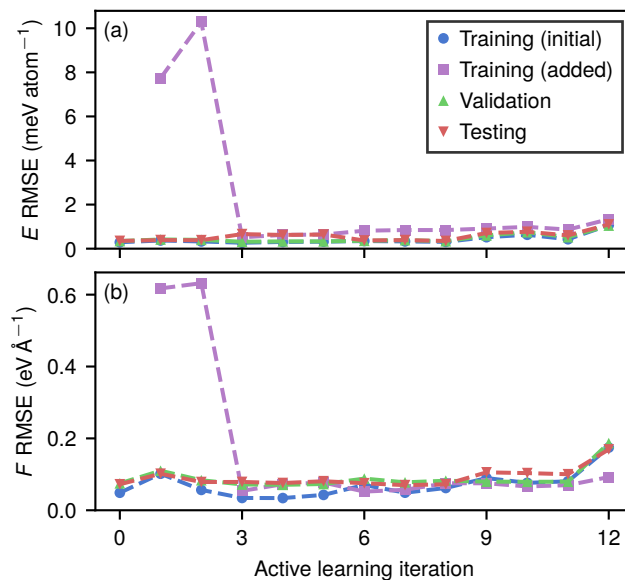 10
8
6
4
2
0
E RMSE (meV atom⁻¹)
(a)
Training (initial)
Training (added)
Validation
Testing
0.6
0.4
0.2
0.0
F RMSE (eV Å⁻¹)
(b)
0 3 6 9 12
Active learning iteration